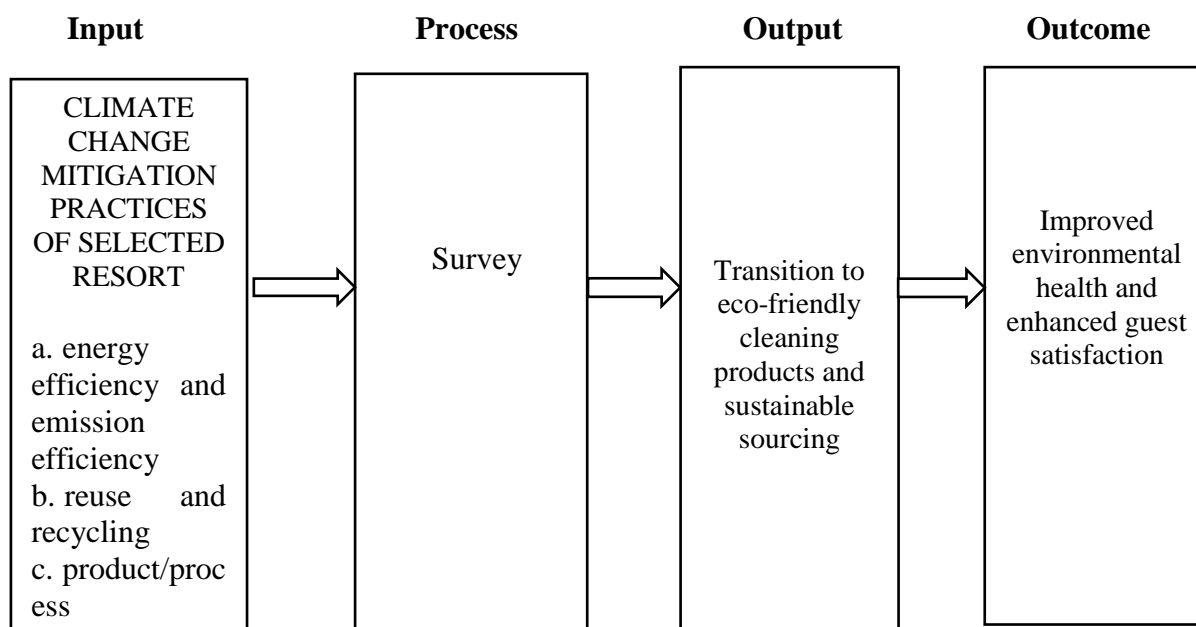 Input
Process
Output
Outcome
CLIMATE
CHANGE
MITIGATION
PRACTICES
OF SELECTED
RESORT
a. energy
efficiency and
emission
efficiency
b. reuse and
recycling
c. product/proc
ess
Survey
Transition to
eco-friendly
cleaning
products and
sustainable
sourcing
Improved
environmental
health and
enhanced guest
satisfaction